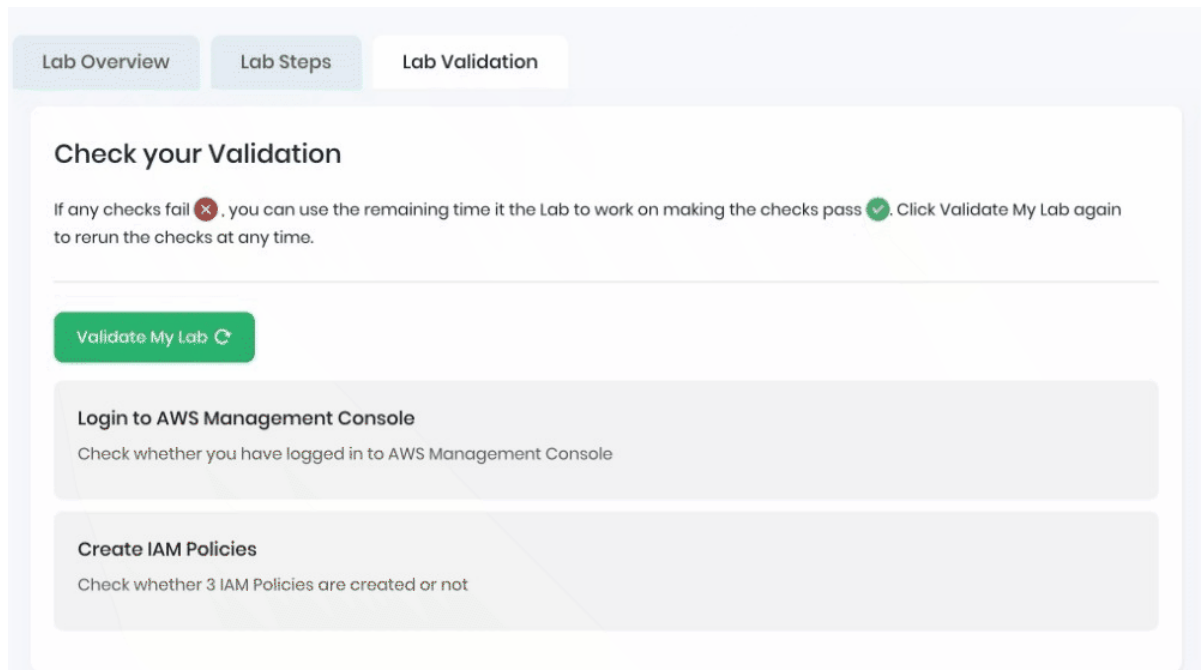 Lab Overview
Lab Steps
Lab Validation
Check your Validation
If any checks fail , you can use the remaining time it the Lab to work on making the checks pass . Click Validate My Lab again
to rerun the checks at any time.
Validate My Lab
Login to AWS Management Console
Check whether you have logged in to AWS Management Console
Create IAM Policies
Check whether 3 IAM Policies are created or not